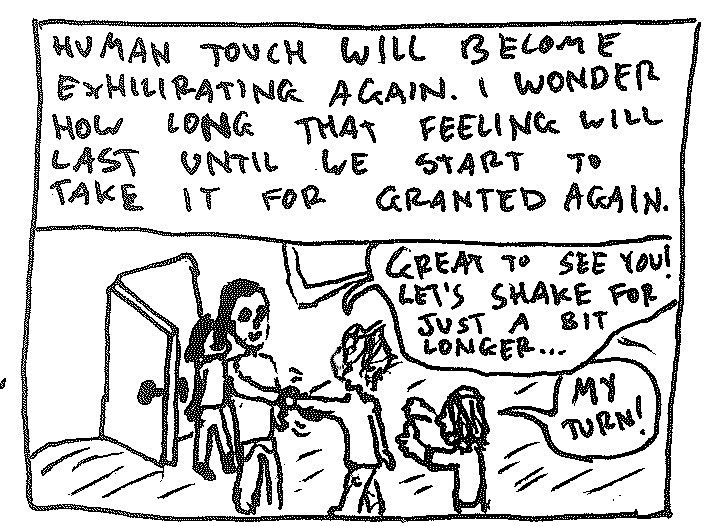 HUMAN TOUCH WILL BECOME
EXHILIRATING AGAIN. I WONDER
HOW LONG THAT FEELING WILL
LAST UNTIL WE START TO
TAKE IT FOR GRANTED AGAIN.
GREAT TO SEE YOU!
LET'S SHAKE FOR
JUST A BIT
LONGER...
MY
TURN!